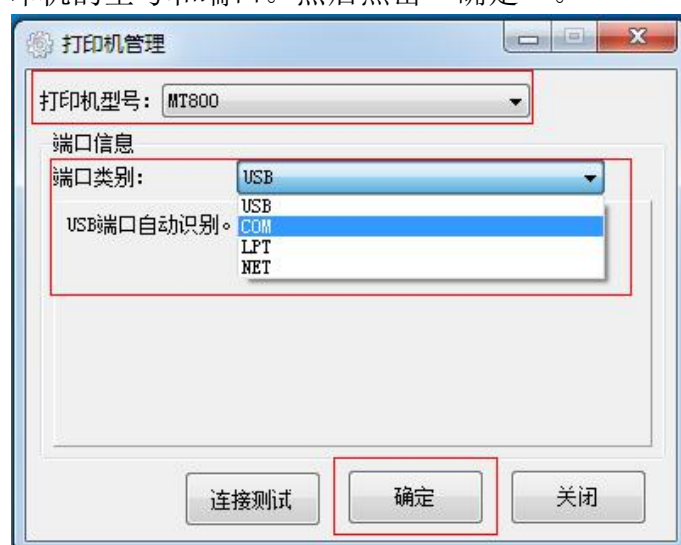 打印机管理
打印机型号： MT800
端口信息
端口类别： USB
USB
USB端口自动识别。 COM
LPT
NET
连接测试 确定 关闭